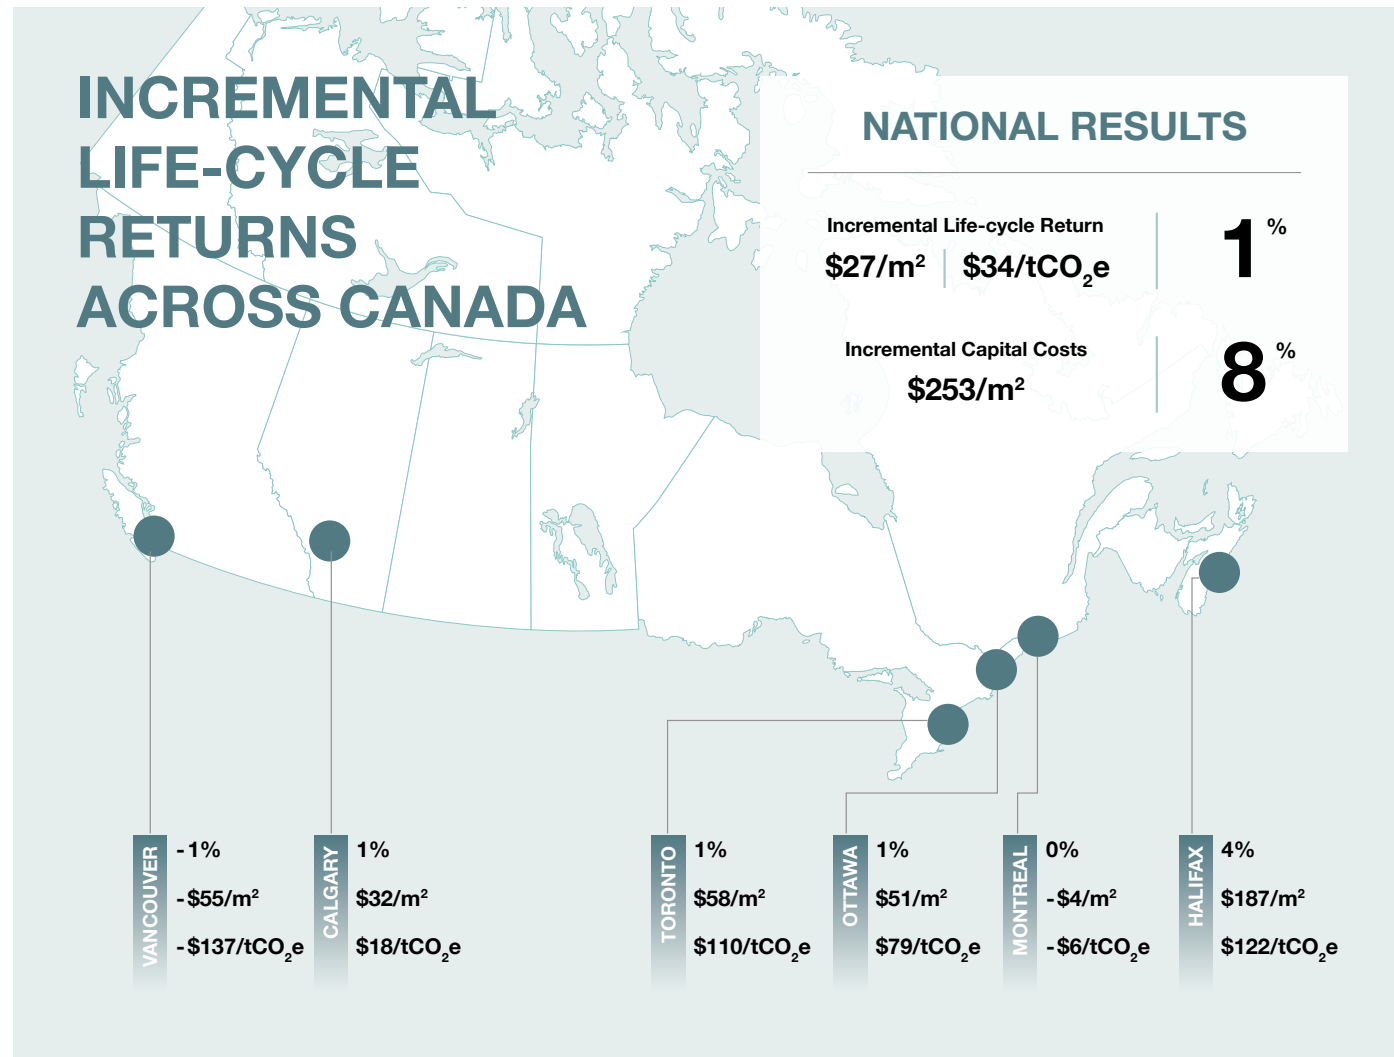 INCREMENTAL
LIFE-CYCLE
RETURNS
ACROSS CANADA
NATIONAL RESULTS
Incremental Life-cycle Return
$27/m² | $34/tCO₂e
1%
Incremental Capital Costs
$253/m²
8%
VANCOUVER
-1%
-$55/m²
-$137/tCO₂e
CALGARY
1%
$32/m²
$18/tCO₂e
TORONTO
1%
$58/m²
$110/tCO₂e
OTTAWA
1%
$51/m²
$79/tCO₂e
MONTREAL
0%
-$4/m²
-$6/tCO₂e
HALIFAX
4%
$187/m²
$122/tCO₂e